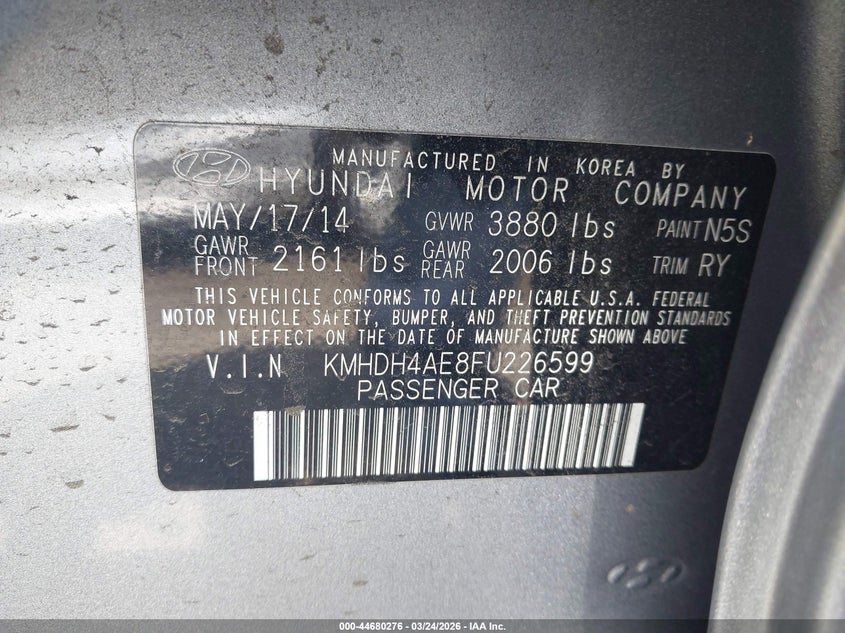 MANUFACTURED IN KOREA BY
HYUNDAI MOTOR COMPANY
MAY/17/14 GVWR 3880 lbs PAINT N5S
GAWR FRONT 2161 lbs GAWR REAR 2006 lbs TRIM RY
THIS VEHICLE CONFORMS TO ALL APPLICABLE U.S.A. FEDERAL
MOTOR VEHICLE SAFETY, BUMPER, AND THEFT PREVENTION STANDARDS
IN EFFECT ON THE DATE OF MANUFACTURE SHOWN ABOVE.
V.I.N KMHDH4AE8FU226599
PASSENGER CAR
000-44680276 - 03/24/2026 - IAA Inc.